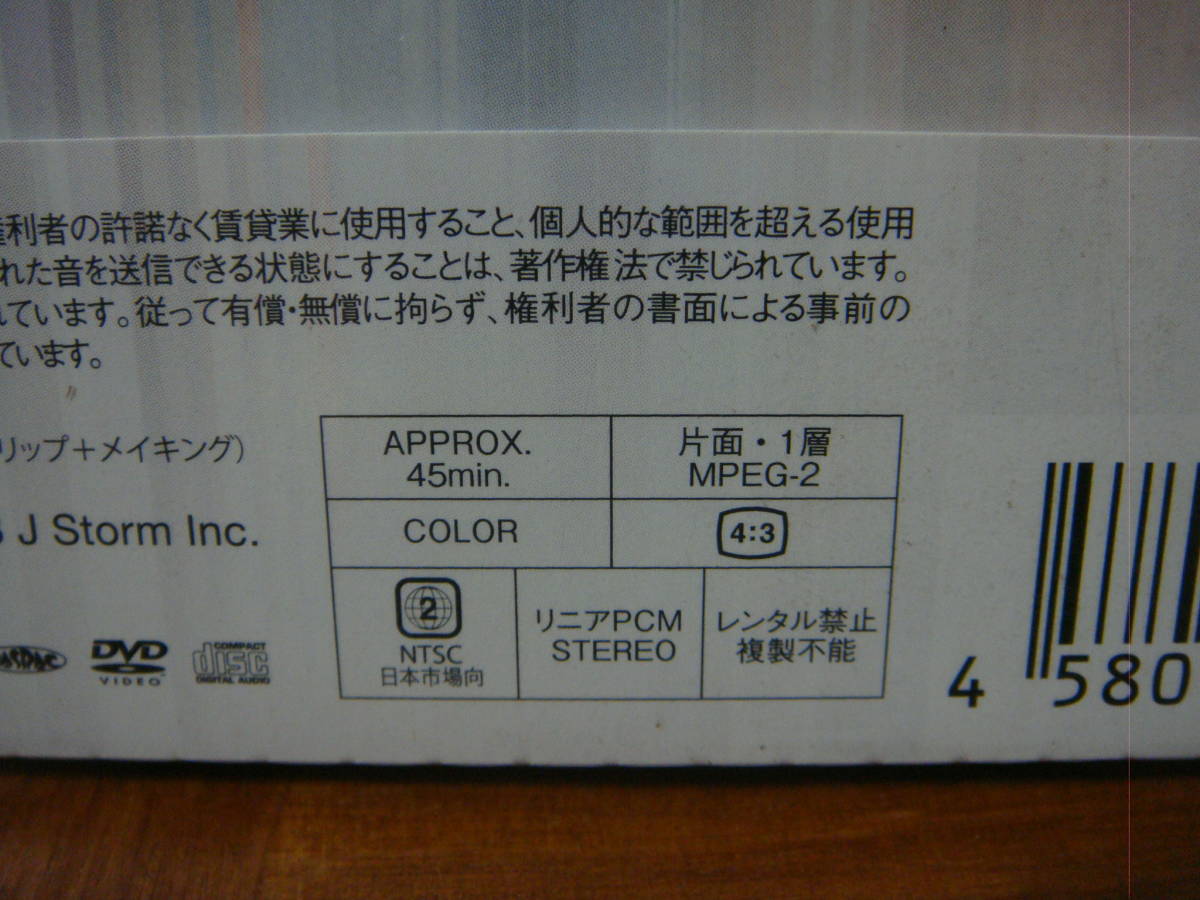 利者の許諾なく賃貸業に使用すること、個人的な範囲を超える使用
れた音を送信できる状態にすることは、著作権法で禁じられています。
れています。従って有償・無償に拘らず、権利者の書面による事前の
ています。
リップ+メイキング)
J Storm Inc.
APPROX.
45min.
片面・1層
MPEG-2
COLOR
4:3
2
NTSC
日本市場向
リニアPCM
STEREO
レンタル禁止
複製不能
DVD
VIDEO
COMPACT
disc
DIGITAL AUDIO
4 580